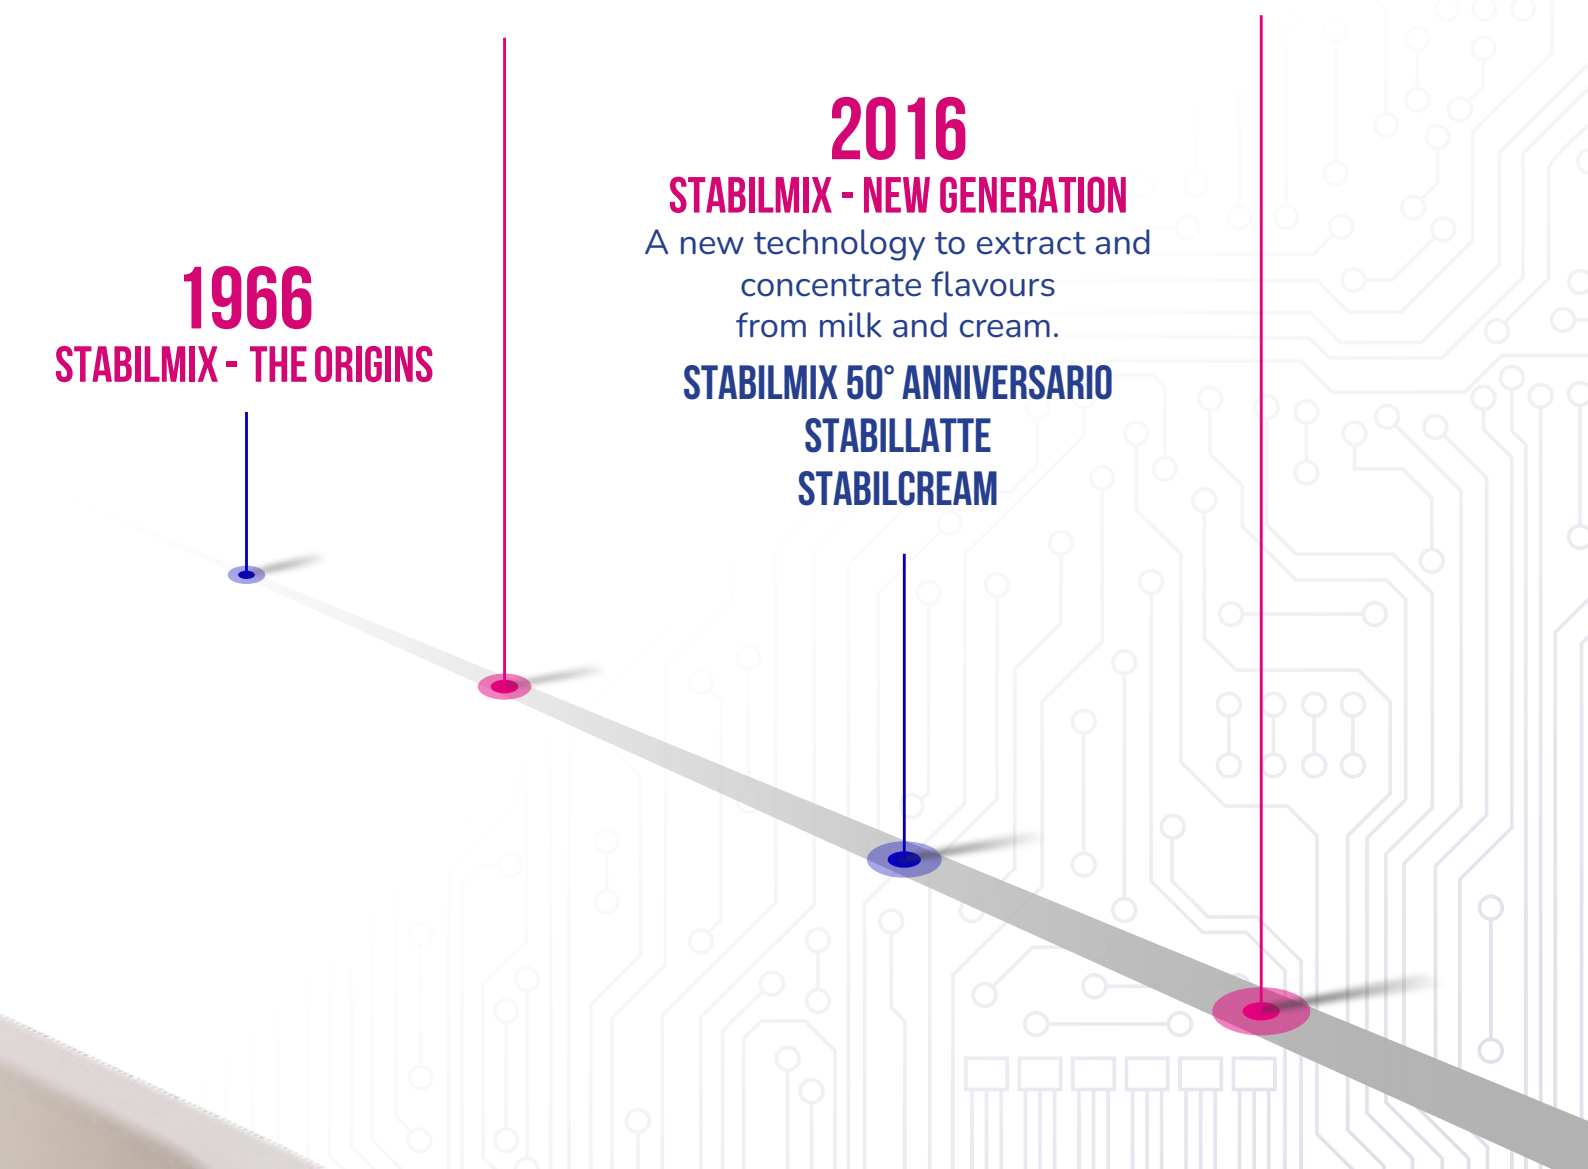 1966
STABILMIX - THE ORIGINS
2016
STABILMIX - NEW GENERATION
A new technology to extract and
concentrate flavours
from milk and cream.
STABILMIX 50° ANNIVERSARIO
STABILLATTE
STABILCREAM